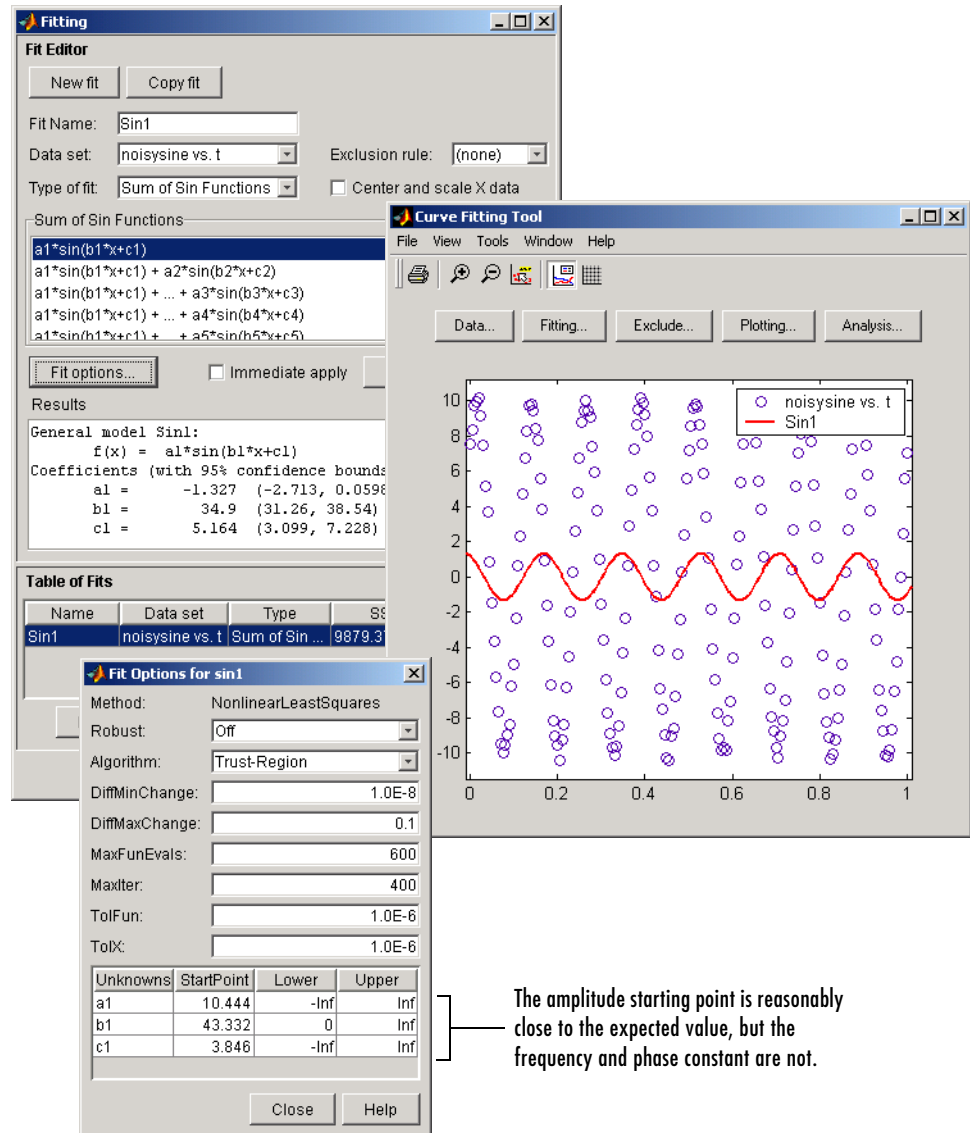 Fitting
Fit Editor
New fit
Copy fit
Fit Name:
Sin1
Data set:
noisysine vs. t
Exclusion rule:
(none)
Type of fit:
Sum of Sin Functions
Center and scale X data
Sum of Sin Functions
a1*sin(b1*x+c1)
a1*sin(b1*x+c1) + a2*sin(b2*x+c2)
a1*sin(b1*x+c1) + ... + a3*sin(b3*x+c3)
a1*sin(b1*x+c1) + ... + a4*sin(b4*x+c4)
a1*sin(b1*x+c1) + ... + a5*sin(b5*x+c5)
Fit options...
Immediate apply
Results
General model Sin1:
f(x) = a1*sin(b1*x+c1)
Coefficients (with 95% confidence bounds
a1 = -1.327 (-2.713, 0.0598
b1 = 34.9 (31.26, 38.54)
c1 = 5.164 (3.099, 7.228)
Table of Fits
Name Data set Type
Sin1 noisysine vs. t Sum of Sin ... 9879.3
Curve Fitting Tool
File View Tools Window Help
Data... Fitting... Exclude... Plotting... Analysis...
noisysine vs. t
Sin1
10
8
6
4
2
0
-2
-4
-6
-8
-10
0 0.2 0.4 0.6 0.8 1
Fit Options for sin1
Method: NonlinearLeastSquares
Robust: Off
Algorithm: Trust-Region
DiffMinChange: 1.0E-8
DiffMaxChange: 0.1
MaxFunEvals: 600
MaxIter: 400
TolFun: 1.0E-6
TolX: 1.0E-6
Unknowns StartPoint Lower Upper
a1 10.444 -Inf Inf
b1 43.332 0 Inf
c1 3.846 -Inf Inf
Close Help
The amplitude starting point is reasonably
close to the expected value, but the
frequency and phase constant are not.